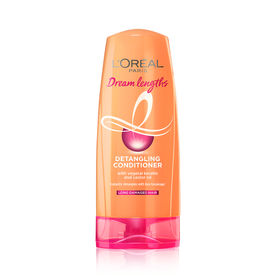 L'ORÉAL
PARIS
Dream lengths
DETANGLING
CONDITIONER
with vegetal keratin
and castor oil
LONG DAMAGED HAIR